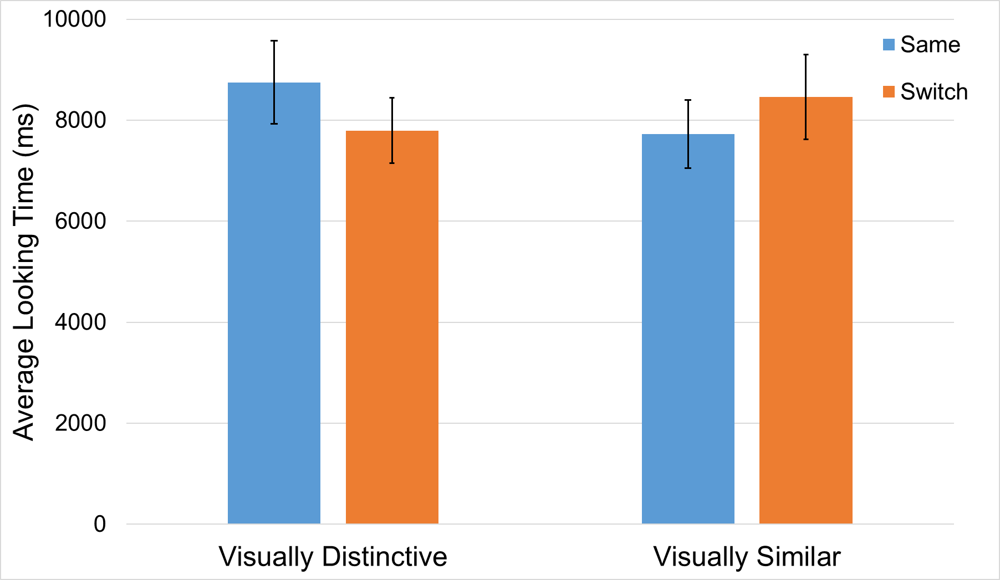 Average Looking Time (ms)
10000
8000
6000
4000
2000
0
Same
Switch
Visually Distinctive
Visually Similar